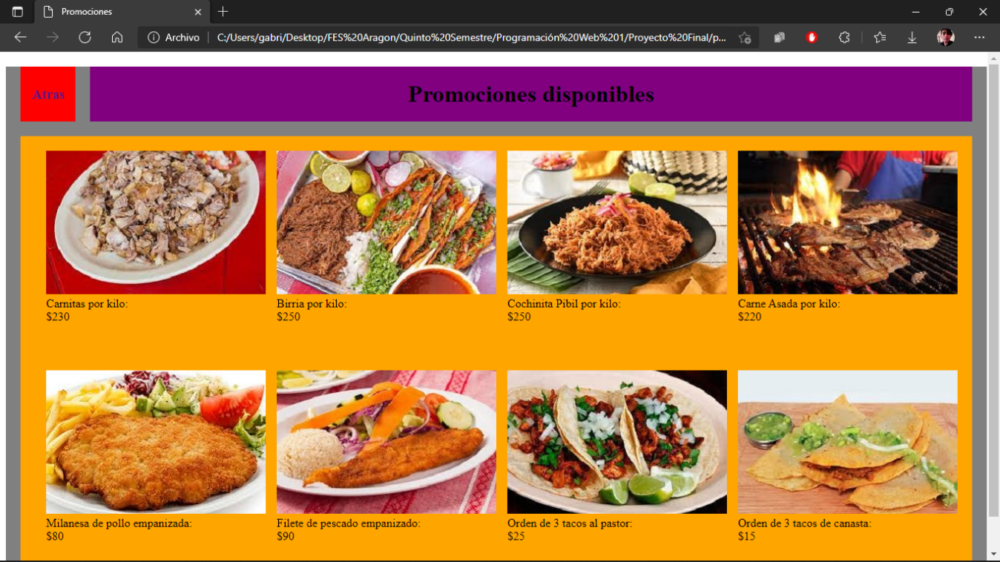 Promociones
Archivo
C:/Users/gabri/Desktop/FES%20Aragon/Quinto%20Semestre/Programación%20Web%201/Proyecto%20Final/p...
Atras
Promociones disponibles
Carnitas por kilo:
$230
Birria por kilo:
$250
Cochinita Pibil por kilo:
$250
Carne Asada por kilo:
$220
Milanesa de pollo empanizada:
$80
Filete de pescado empanizado:
$90
Orden de 3 tacos al pastor:
$25
Orden de 3 tacos de canasta:
$15